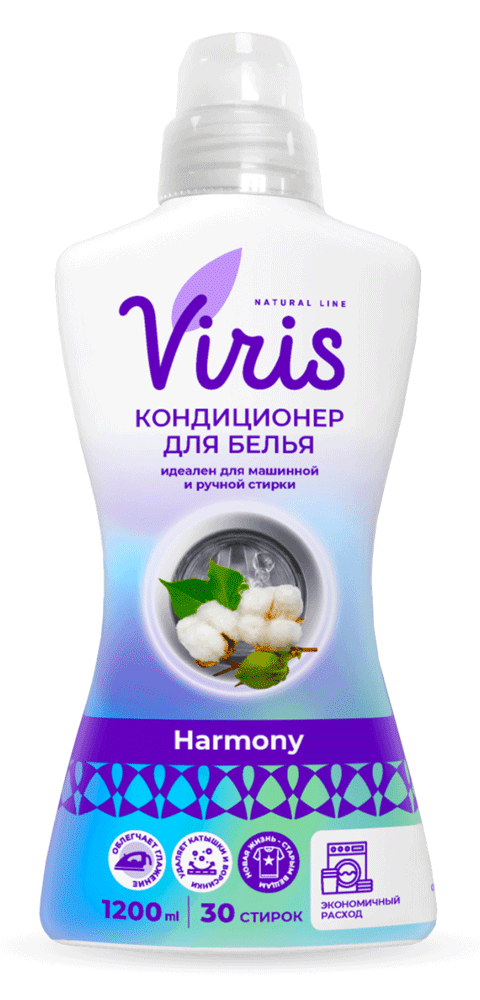 NATURAL LINE
Viris
КОНДИЦИОНЕР
ДЛЯ БЕЛЬЯ
идеален для машинной
и ручной стирки
Harmony
ОБЛЕГЧАЕТ ГЛАЖЕНИЕ
УДАЛЯЕТ КАТЫШКИ И ВОРСИНКИ
НОВАЯ ЖИЗНЬ - СТАРЫМ ВЕЩАМ
1200 ml | 30 СТИРОК
ЭКОНОМИЧНЫЙ
РАСХОД